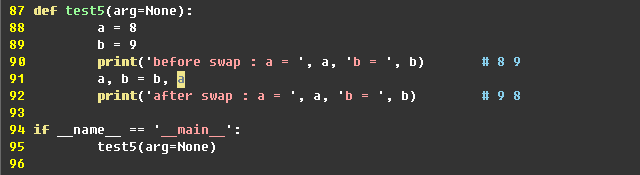 87 def test5(arg=None):
88         a = 8
89         b = 9
90         print('before swap : a = ', a, 'b = ', b)       # 8 9
91         a, b = b, a
92         print('after swap : a = ', a, 'b = ', b)        # 9 8
93
94 if __name__ == '__main__':
95         test5(arg=None)
96